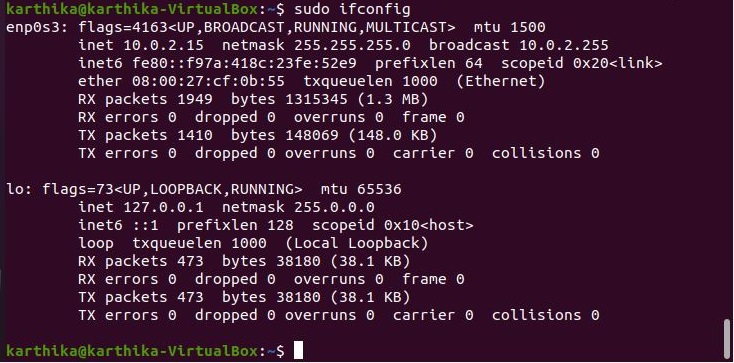 karthika@karthika-VirtualBox:~$ sudo ifconfig
enp0s3: flags=4163<UP,BROADCAST,RUNNING,MULTICAST>  mtu 1500
        inet 10.0.2.15  netmask 255.255.255.0  broadcast 10.0.2.255
        inet6 fe80::f97a:418c:23fe:52e9  prefixlen 64  scopeid 0x20<link>
        ether 08:00:27:cf:0b:55  txqueuelen 1000  (Ethernet)
        RX packets 1949  bytes 1315345 (1.3 MB)
        RX errors 0  dropped 0  overruns 0  frame 0
        TX packets 1410  bytes 148069 (148.0 KB)
        TX errors 0  dropped 0 overruns 0  carrier 0  collisions 0

lo: flags=73<UP,LOOPBACK,RUNNING>  mtu 65536
        inet 127.0.0.1  netmask 255.0.0.0
        inet6 ::1  prefixlen 128  scopeid 0x10<host>
        loop  txqueuelen 1000  (Local Loopback)
        RX packets 473  bytes 38180 (38.1 KB)
        RX errors 0  dropped 0  overruns 0  frame 0
        TX packets 473  bytes 38180 (38.1 KB)
        TX errors 0  dropped 0 overruns 0  carrier 0  collisions 0

karthika@karthika-VirtualBox:~$